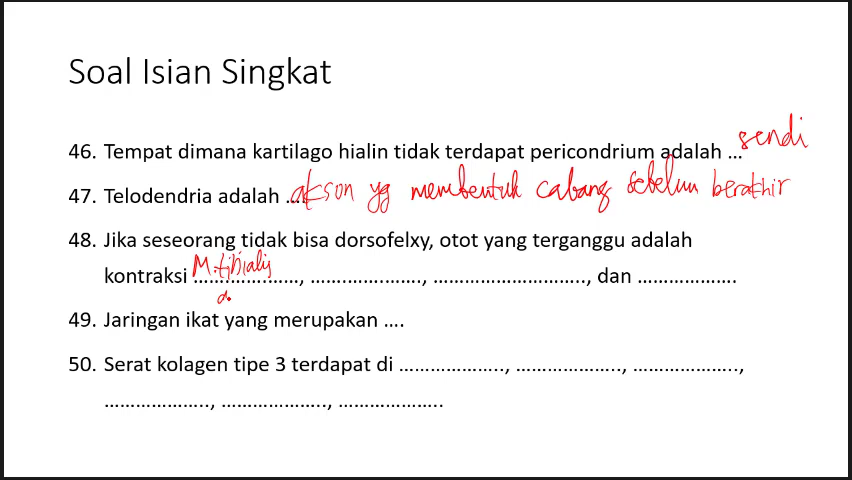 Soal Isian Singkat
46. Tempat dimana kartilago hialin tidak terdapat pericondrium adalah ... sendi
47. Telodendria adalah .... akson yg membentuk cabang sebelum berakhir
48. Jika seseorang tidak bisa dorsofelxy, otot yang terganggu adalah
kontraksi M. tibialis ..................., ...................., ..........................., dan ...................
a.
49. Jaringan ikat yang merupakan ....
50. Serat kolagen tipe 3 terdapat di ...................., ...................., ....................,
...................., ...................., ....................